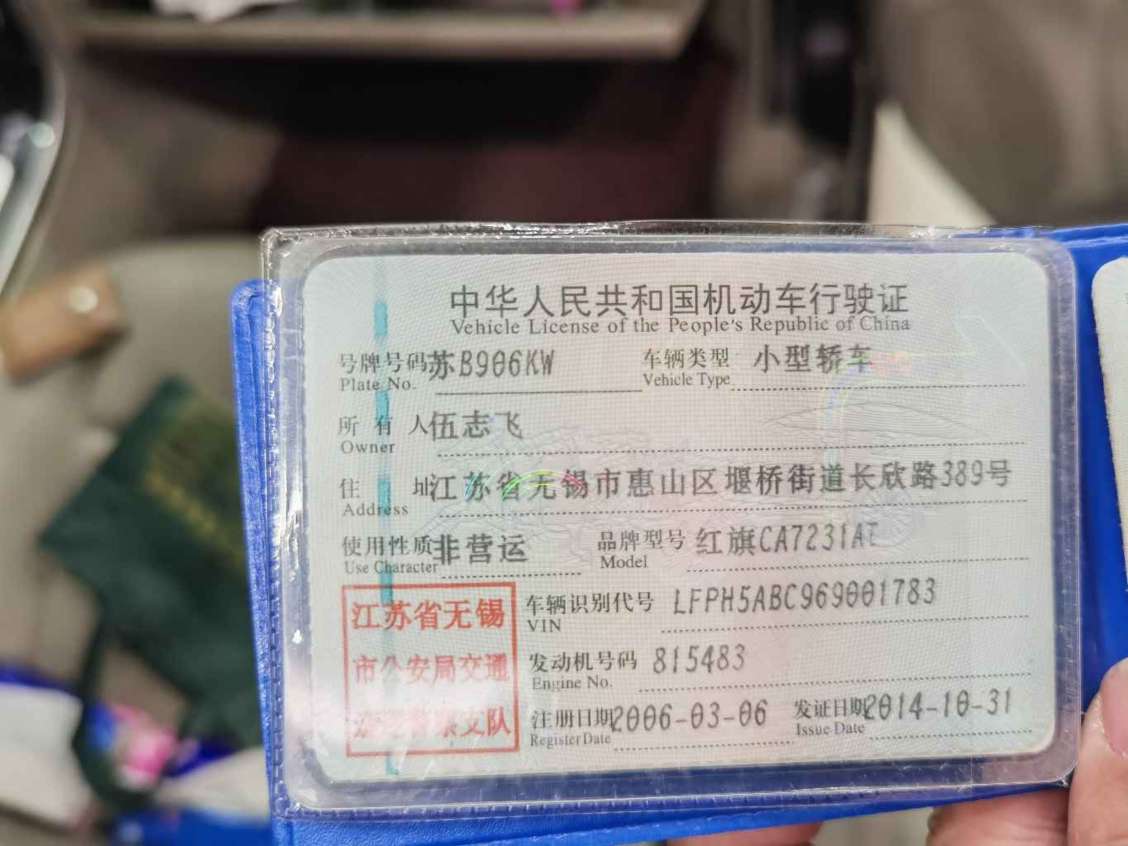 中华人民共和国机动车行驶证
Vehicle License of the People's Republic of China
号牌号码 苏B906KW 车辆类型 小型轿车
Plate No. Vehicle Type
所有人 伍志飞
Owner
住址 江苏省无锡市惠山区堰桥街道长欣路389号
Address
使用性质 非营运 品牌型号 红旗CA7231AT
Use Character Model
江苏省无锡
市公安局交通
警支队
车辆识别代号 LFPH5ABC969001783
VIN
发动机号码 815483
Engine No.
注册日期 2006-03-06 发证日期 2014-10-31
Register Date Issue Date